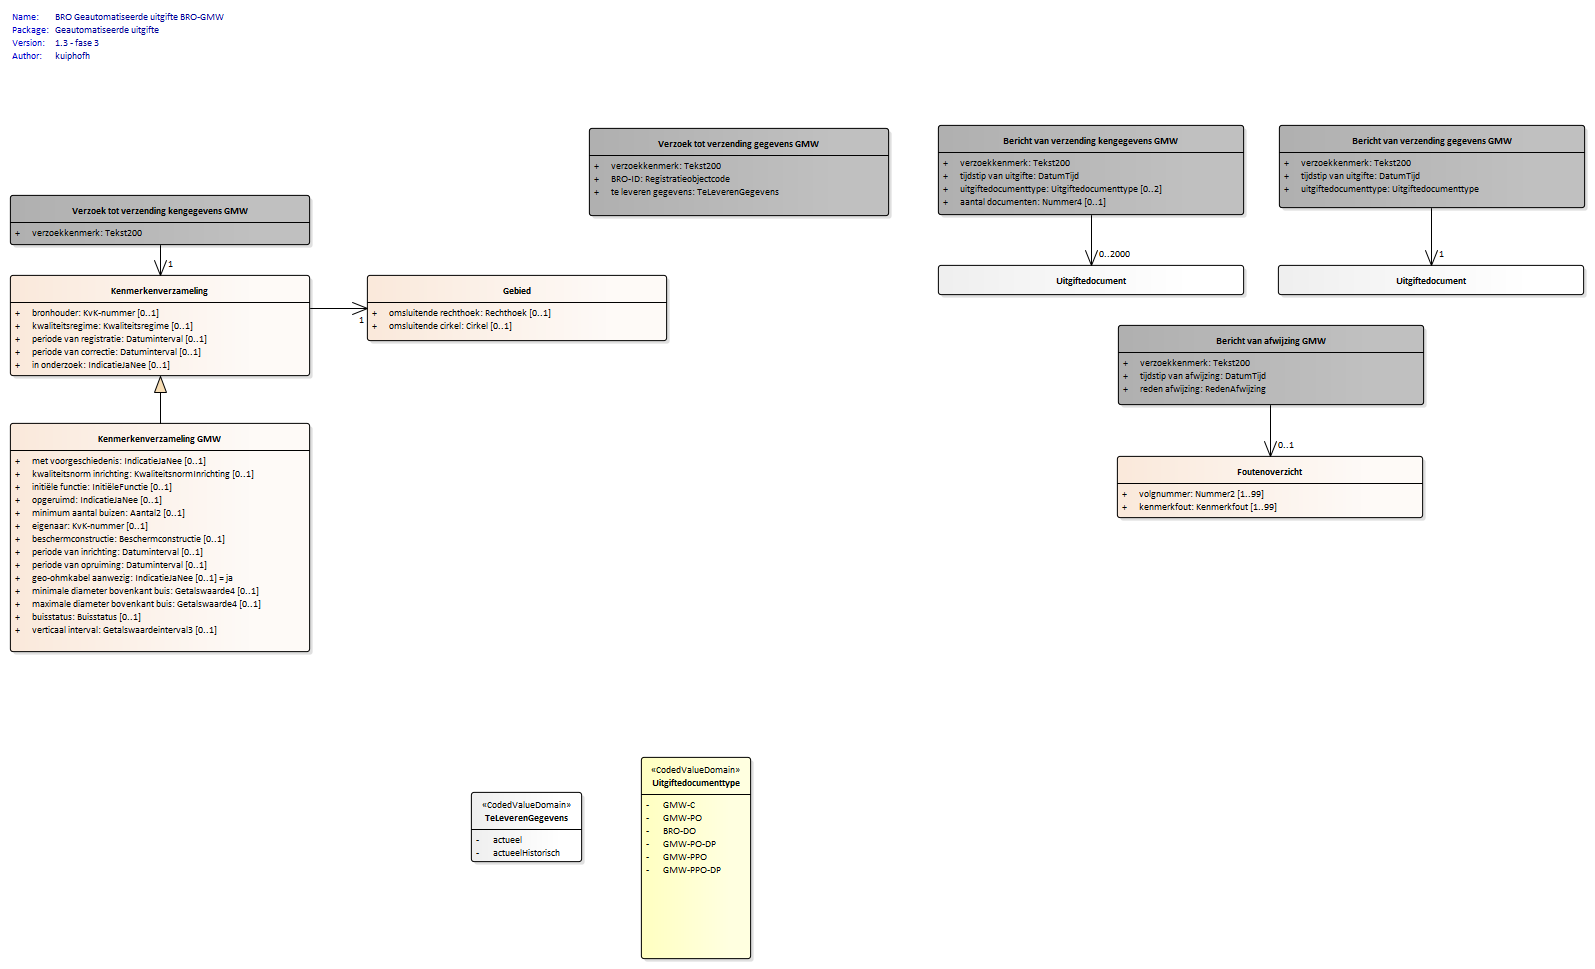 Name: BRO Geautomatiseerde uitgifte BRO-GMW
Package: Geautomatiseerde uitgifte
Version: 1.3 - fase 3
Author: kuiphofh
Verzoek tot verzending kengegevens GMW
+ verzoekkenmerk: Tekst200
1
Kenmerkenverzameling
+ bronhouder: KvK-nummer [0..1]
+ kwaliteitsregime: Kwaliteitsregime [0..1]
+ periode van registratie: Datuminterval [0..1]
+ periode van correctie: Datuminterval [0..1]
+ in onderzoek: IndicatieJaNee [0..1]
1
Gebied
+ omsluitende rechthoek: Rechthoek [0..1]
+ omsluitende cirkel: Cirkel [0..1]
Kenmerkenverzameling GMW
+ met voorgeschiedenis: IndicatieJaNee [0..1]
+ kwaliteitsnorm inrichting: KwaliteitsnormInrichting [0..1]
+ initiële functie: InitiëleFunctie [0..1]
+ opgeruimd: IndicatieJaNee [0..1]
+ minimum aantal buizen: Aantal2 [0..1]
+ eigenaar: KvK-nummer [0..1]
+ beschermconstructie: Beschermconstructie [0..1]
+ periode van inrichting: Datuminterval [0..1]
+ periode van opruiming: Datuminterval [0..1]
+ geo-ohmkabel aanwezig: IndicatieJaNee [0..1] = ja
+ minimale diameter bovenkant buis: Getalswaarde4 [0..1]
+ maximale diameter bovenkant buis: Getalswaarde4 [0..1]
+ buisstatus: Buisstatus [0..1]
+ verticaal interval: Getalswaardeinterval3 [0..1]
Verzoek tot verzending gegevens GMW
+ verzoekkenmerk: Tekst200
+ BRO-ID: Registratieobjectcode
+ te leveren gegevens: TeLeverenGegevens
Bericht van verzending kengegevens GMW
+ verzoekkenmerk: Tekst200
+ tijdstip van uitgifte: DatumTijd
+ uitgiftedocumenttype: Uitgiftedocumenttype [0..2]
+ aantal documenten: Nummer4 [0..1]
0..2000
Uitgiftedocument
Bericht van verzending gegevens GMW
+ verzoekkenmerk: Tekst200
+ tijdstip van uitgifte: DatumTijd
+ uitgiftedocumenttype: Uitgiftedocumenttype
1
Uitgiftedocument
Bericht van afwijzing GMW
+ verzoekkenmerk: Tekst200
+ tijdstip van afwijzing: DatumTijd
+ reden afwijzing: RedenAfwijzing
0..1
Foutenoverzicht
+ volgnummer: Nummer2 [1..99]
+ kenmerkfout: Kenmerkfout [1..99]
«CodedValueDomain»
TeLeverenGegevens
- actueel
- actueelHistorisch
«CodedValueDomain»
Uitgiftedocumenttype
- GMW-C
- GMW-PO
- BRO-DO
- GMW-PO-DP
- GMW-PPO
- GMW-PPO-DP